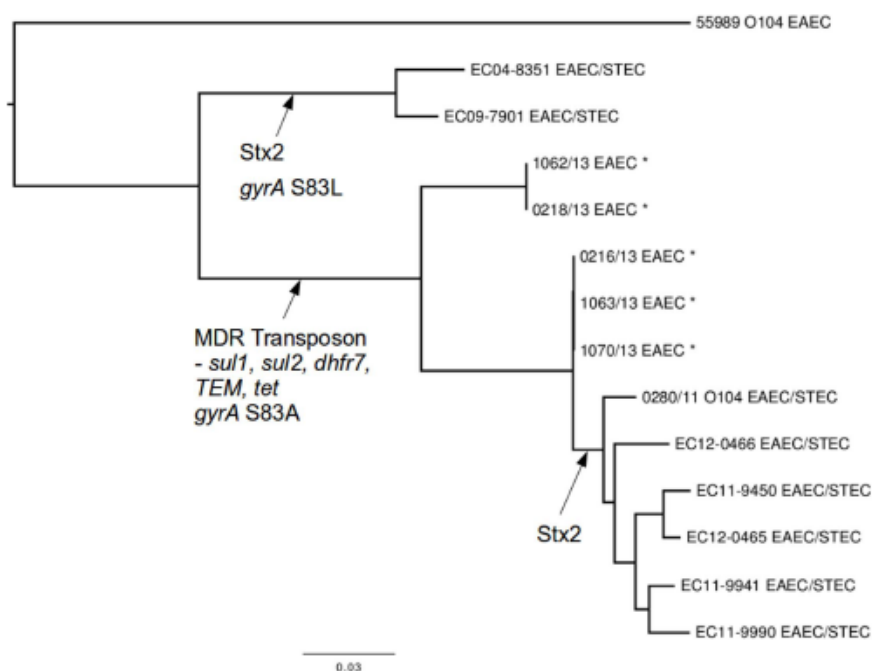 55989 O104 EAEC
EC04-8351 EAEC/STEC
EC09-7901 EAEC/STEC
Stx2
gyrA S83L
1062/13 EAEC *
0218/13 EAEC *
0216/13 EAEC *
1063/13 EAEC *
1070/13 EAEC *
MDR Transposon
- sul1, sul2, dhfr7,
TEM, tet
gyrA S83A
0280/11 O104 EAEC/STEC
EC12-0466 EAEC/STEC
EC11-9450 EAEC/STEC
Stx2
EC12-0465 EAEC/STEC
EC11-9941 EAEC/STEC
EC11-9990 EAEC/STEC
0.03